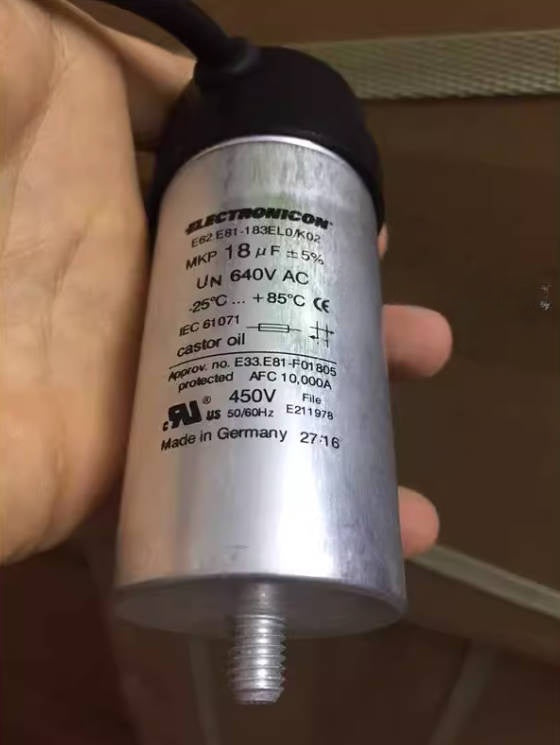 ELECTRONICON
E62.E81-183EL0/K02
MKP 18 µF ±5%
UN 640V AC
-25°C ... +85°C CE
IEC 61071
castor oil
Approv. no. E33.E81-F01805
protected AFC 10,000A
c RU ® US 450V File
50/60Hz E211978
Made in Germany 27·16